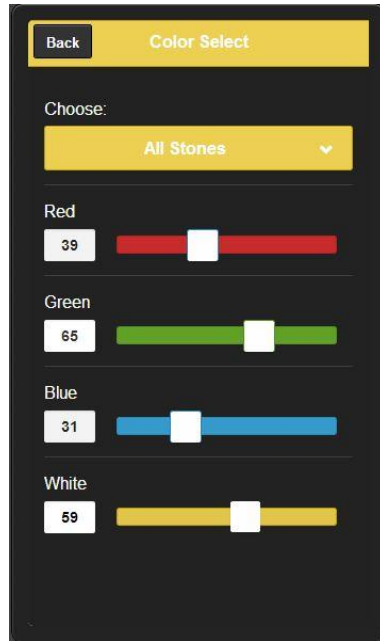 Back Color Select
Choose:
All Stones
Red
39
Green
65
Blue
31
White
59